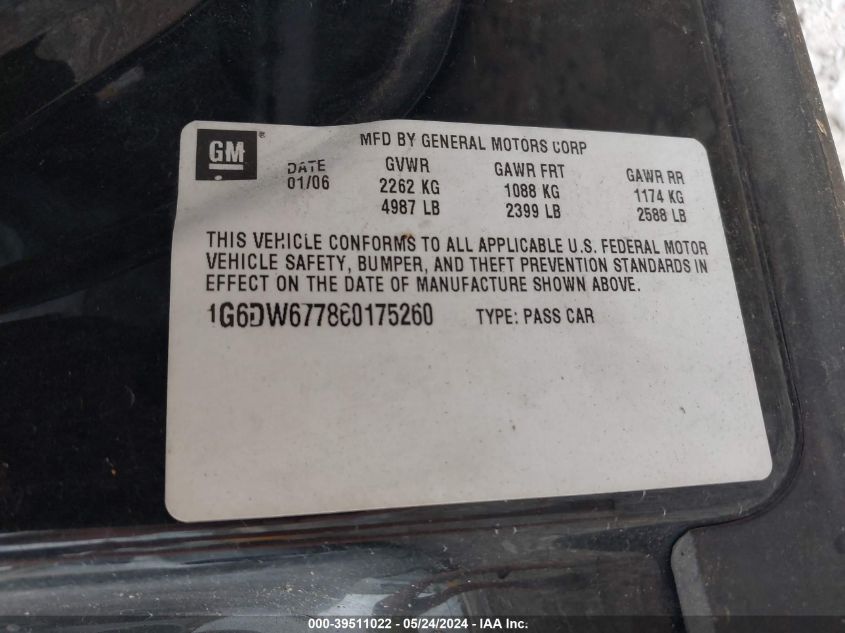 GM ®
MFD BY GENERAL MOTORS CORP
DATE GVWR GAWR FRT GAWR RR
01/06 2262 KG 1088 KG 1174 KG
4987 LB 2399 LB 2588 LB
THIS VEHICLE CONFORMS TO ALL APPLICABLE U.S. FEDERAL MOTOR
VEHICLE SAFETY, BUMPER, AND THEFT PREVENTION STANDARDS IN
EFFECT ON THE DATE OF MANUFACTURE SHOWN ABOVE.
1G6DW677860175260 TYPE: PASS CAR
000-39511022 - 05/24/2024 - IAA Inc.